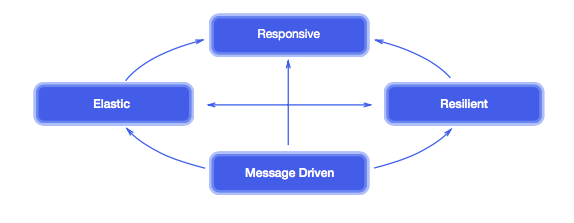 Responsive
Elastic
Resilient
Message Driven